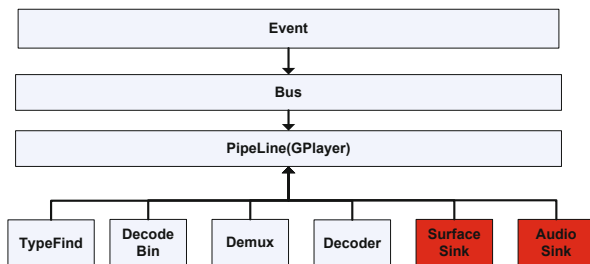 Event
Bus
PipeLine(GPlayer)
TypeFind
Decode
Bin
Demux
Decoder
Surface
Sink
Audio
Sink